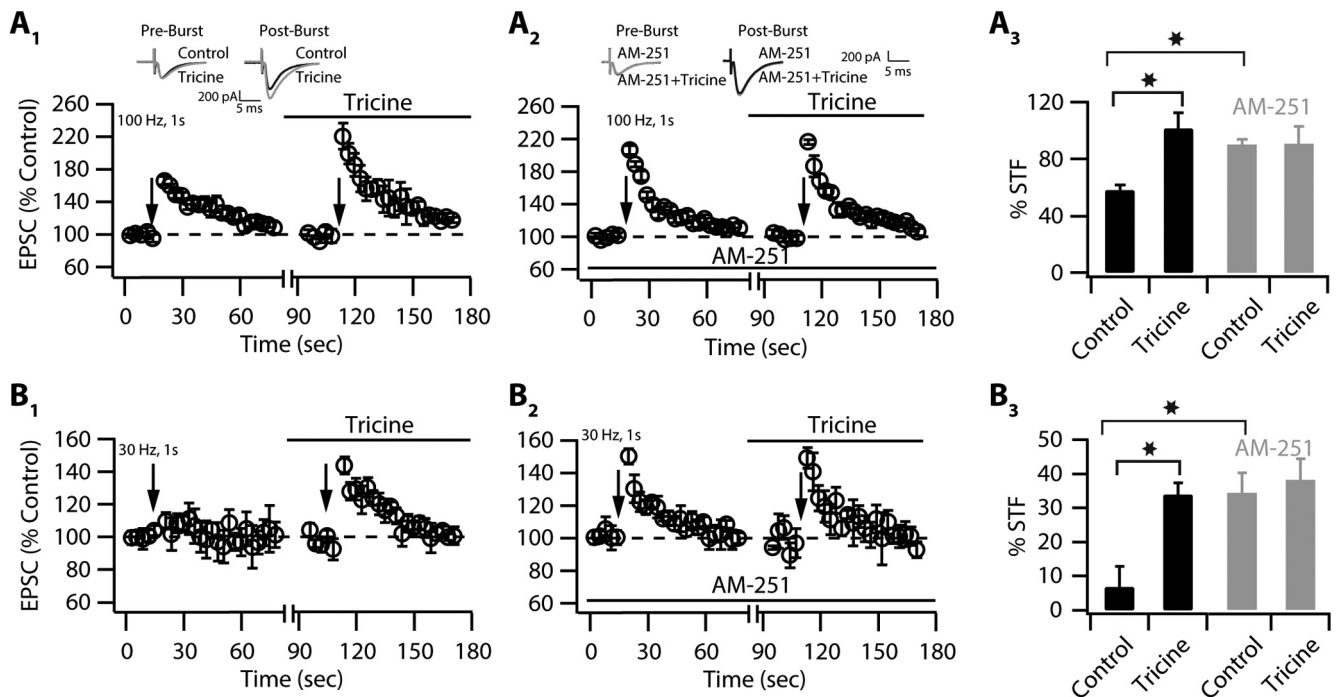 A1
Pre-Burst
Post-Burst
Control
Tricine
Control
Tricine
200 pA
5 ms
Tricine
100 Hz, 1s
EPSC (% Control)
260
220
180
140
100
60
0 30 60 90 120 150 180
Time (sec)
A2
Pre-Burst
Post-Burst
AM-251
AM-251+Tricine
AM-251
AM-251+Tricine
200 pA
5 ms
Tricine
100 Hz, 1s
260
220
180
140
100
60
AM-251
0 30 60 90 120 150 180
Time (sec)
A3
AM-251
% STF
120
80
40
0
Control
Tricine
Control
Tricine
B1
Tricine
30 Hz, 1s
EPSC (% Control)
160
140
120
100
80
60
0 30 60 90 120 150 180
Time (sec)
B2
Tricine
30 Hz, 1s
160
140
120
100
80
60
AM-251
0 30 60 90 120 150 180
Time (sec)
B3
AM-251
% STF
50
40
30
20
10
0
Control
Tricine
Control
Tricine